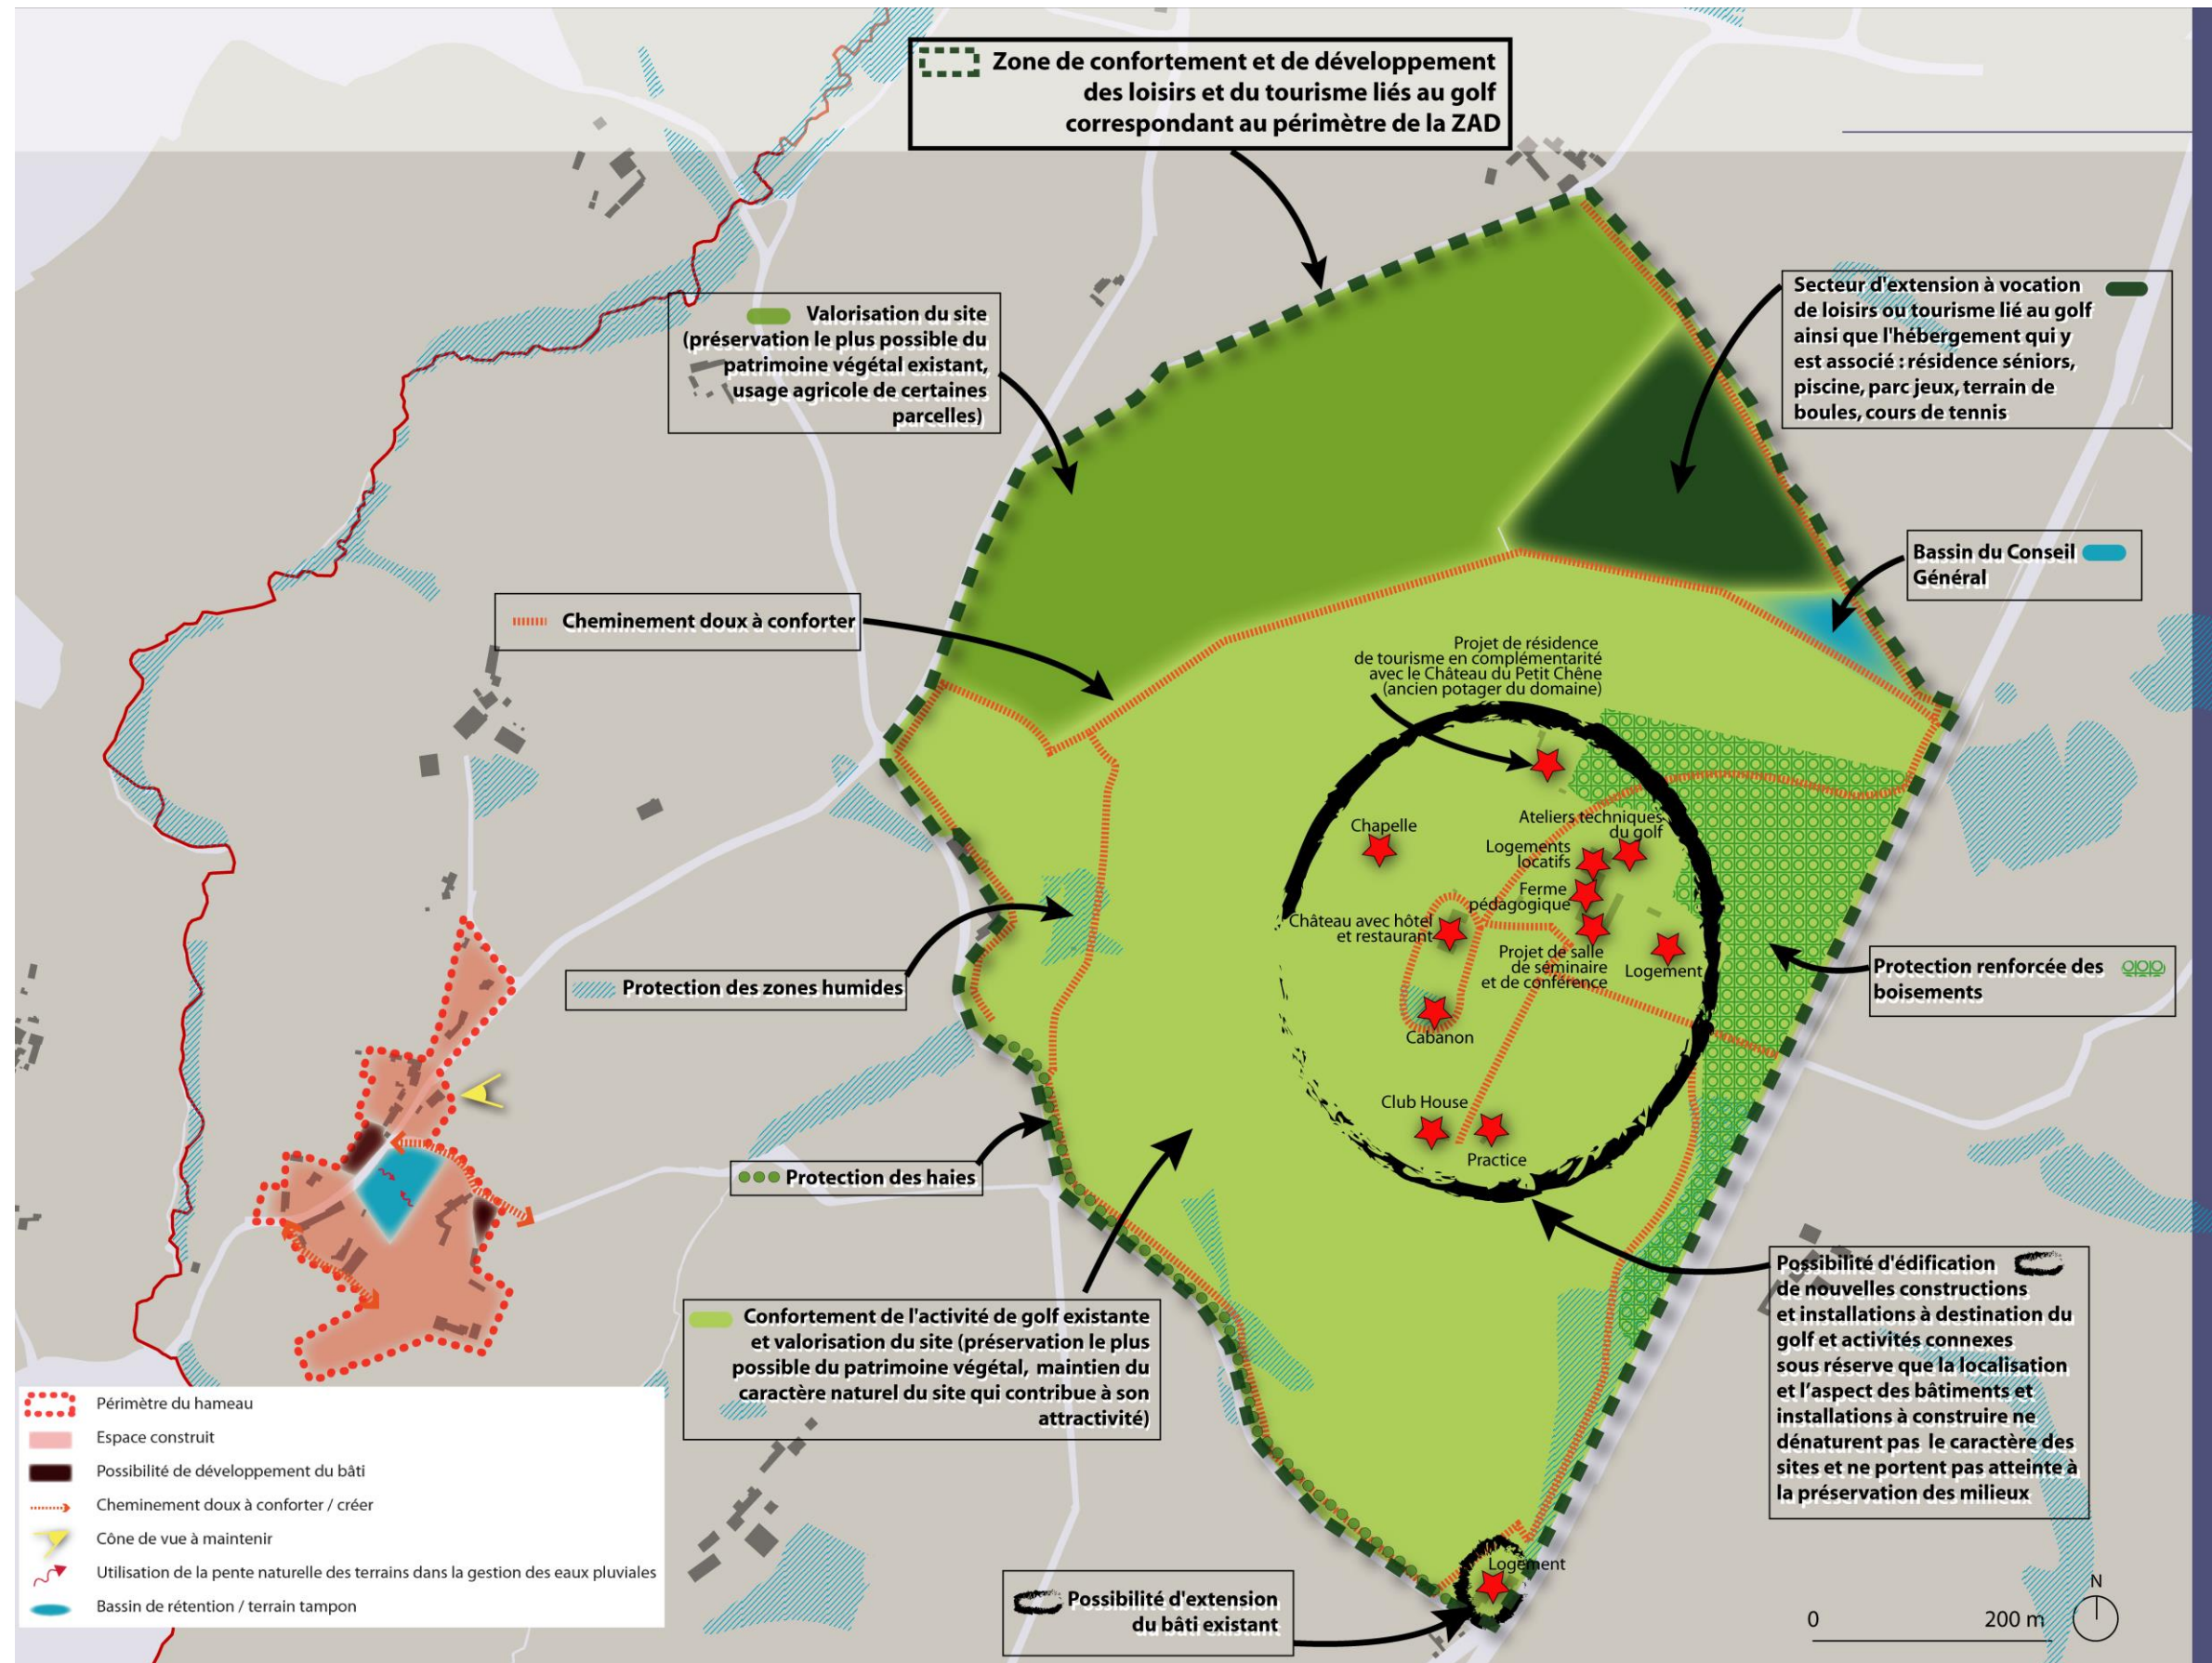 Zone de confortement et de développement
des loisirs et du tourisme liés au golf
correspondant au périmètre de la ZAD
Valorisation du site
(préservation le plus possible du
patrimoine végétal existant,
usage agricole de certaines
parcelles)
Secteur d'extension à vocation
de loisirs ou tourisme lié au golf
ainsi que l'hébergement qui y
est associé : résidence séniors,
piscine, parc jeux, terrain de
boules, cours de tennis
Bassin du Conseil
Général
Cheminement doux à conforter
Projet de résidence
de tourisme en complémentarité
avec le Château du Petit Chêne
(ancien potager du domaine)
Chapelle
Ateliers techniques
du golf
Logements
locatifs
Ferme
pédagogique
Château avec hôtel
et restaurant
Projet de salle
de séminaire
et de conférence
Logement
Cabanon
Club House
Practice
Protection des zones humides
Protection renforcée des
boisements
Protection des haies
Confortement de l'activité de golf existante
et valorisation du site (préservation le plus
possible du patrimoine végétal, maintien du
caractère naturel du site qui contribue à son
attractivité)
Possibilité d'édification
de nouvelles constructions
et installations à destination du
golf et activités connexes
sous réserve que la localisation
et l'aspect des bâtiments et
installations à construire ne
dénaturent pas le caractère des
sites et ne portent pas atteinte à
la préservation des milieux
Logement
Possibilité d'extension
du bâti existant
Périmètre du hameau
Espace construit
Possibilité de développement du bâti
Cheminement doux à conforter / créer
Cône de vue à maintenir
Utilisation de la pente naturelle des terrains dans la gestion des eaux pluviales
Bassin de rétention / terrain tampon
0 200 m
N